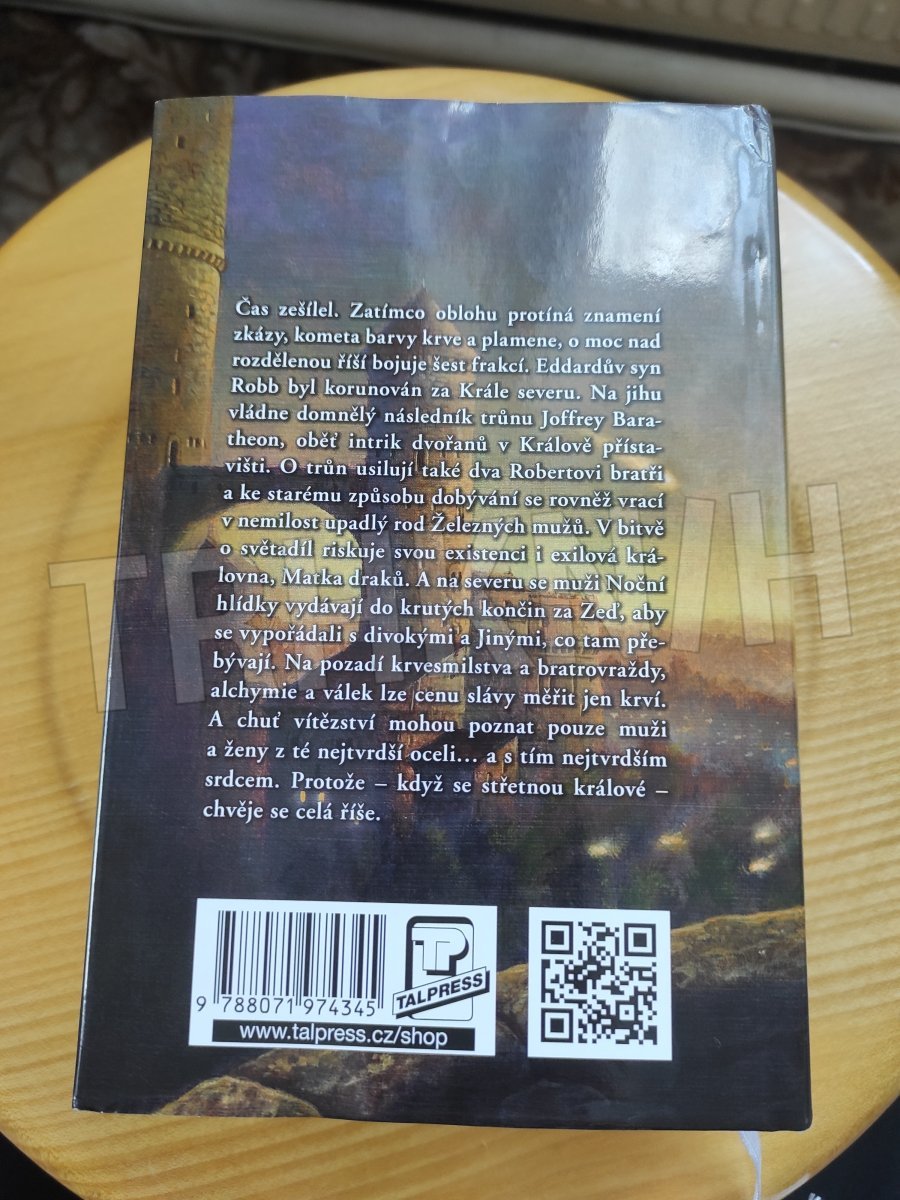 Čas zešílel. Zatímco oblohu protíná znamení
zkázy, kometa barvy krve a plamene, o moc nad
rozdělenou říší bojuje šest frakcí. Eddardův syn
Robb byl korunován za Krále severu. Na jihu
vládne domnělý následník trůnu Joffrey Bara-
theon, oběť intrik dvořanů v Králově přísta-
višti. O trůn usilují také dva Robertovi bratři
a ke starému způsobu dobývání se rovněž vrací
v nemilost upadlý rod Železných mužů. V bitvě
o světadíl riskuje svou existenci i exilová krá-
lovna, Matka draků. A na severu se muži Noční
hlídky vydávají do krutých končin za Zeď, aby
se vypořádali s divokými a Jinými, co tam pře-
bývají. Na pozadí krvesmilstva a bratrovraždy,
alchymie a válek lze cenu slávy měřit jen krví.
A chuť vítězství mohou poznat pouze muži
a ženy z té nejtvrdší oceli... a s tím nejtvrdším
srdcem. Protože – když se střetnou králové –
chvěje se celá říše.
TP
TALPRESS
9 788071 974345
www.talpress.cz/shop